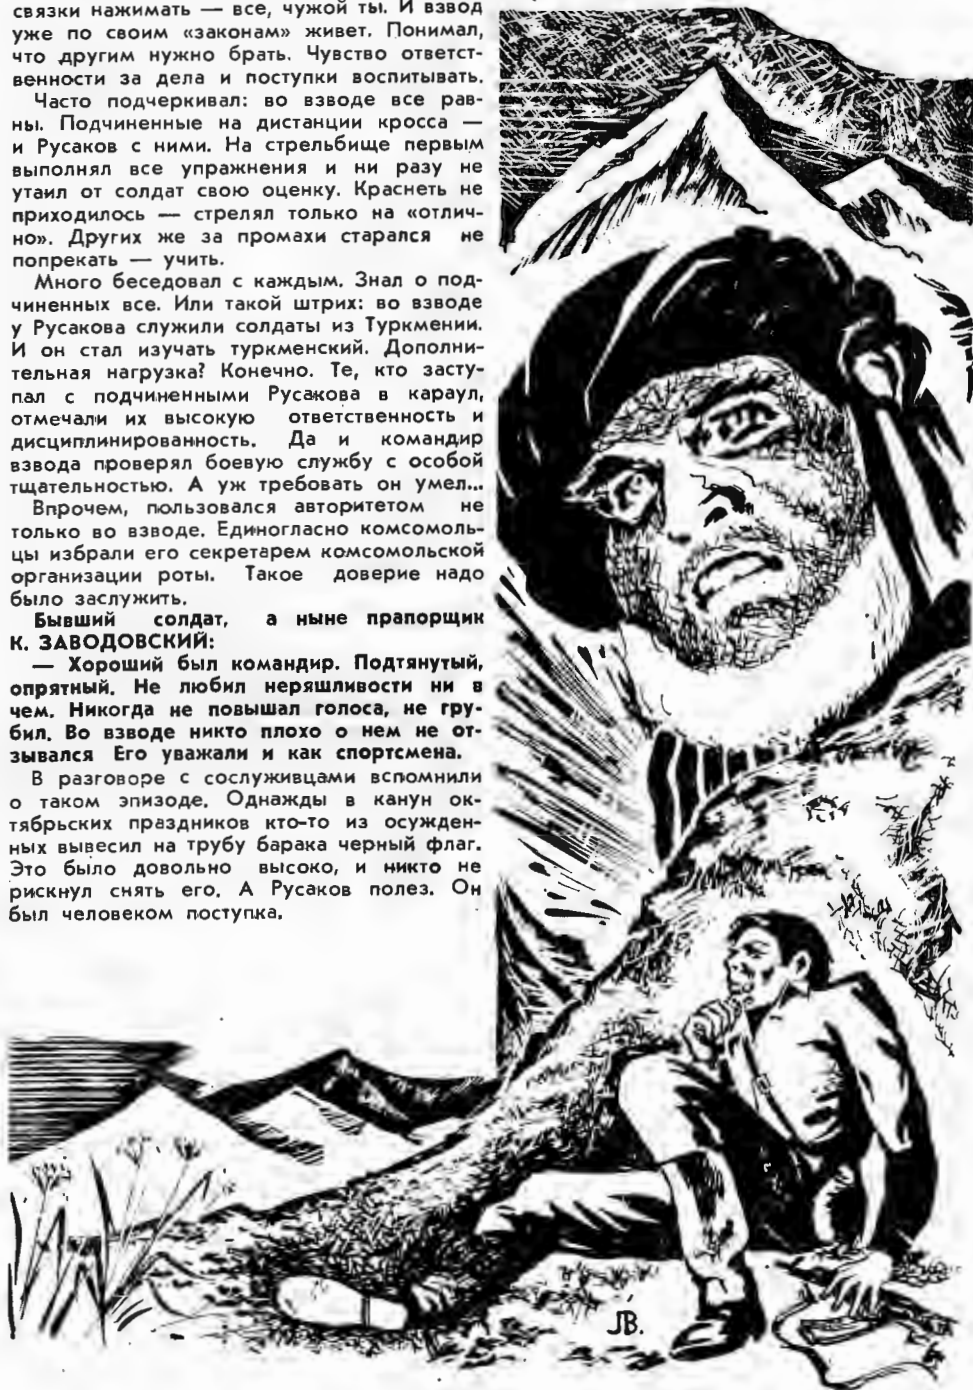 связки нажимать — все, чужой ты. И взвод
уже по своим «законам» живет. Понимал,
что другим нужно брать. Чувство ответст-
венности за дела и поступки воспитывать.
Часто подчеркивал: во взводе все рав-
ны. Подчиненные на дистанции кросса —
и Русаков с ними. На стрельбище первым
выполнял все упражнения и ни разу не
утаил от солдат свою оценку. Краснеть не
приходилось — стрелял только на «отлич-
но». Других же за промахи старался не
попрекать — учить.
Много беседовал с каждым. Знал о под-
чиненных все. Или такой штрих: во взводе
у Русакова служили солдаты из Туркмении.
И он стал изучать туркменский. Дополни-
тельная нагрузка? Конечно. Те, кто засту-
пал с подчиненными Русакова в караул,
отмечали их высокую ответственность и
дисциплинированность. Да и командир
взвода проверял боевую службу с особой
тщательностью. А уж требовать он умел...
Впрочем, пользовался авторитетом не
только во взводе. Единогласно комсомоль-
цы избрали его секретарем комсомольской
организации роты. Такое доверие надо
было заслужить.
Бывший солдат, а ныне прапорщик
К. ЗАВОДОВСКИЙ:
— Хороший был командир. Подтянутый,
опрятный. Не любил неряшливости ни в
чем. Никогда не повышал голоса, не гру-
бил. Во взводе никто плохо о нем не от-
зывался Его уважали и как спортсмена.
В разговоре с сослуживцами вспомнили
о таком эпизоде. Однажды в канун ок-
тябрьских праздников кто-то из осужден-
ных вывесил на трубу барака черный флаг.
Это было довольно высоко, и никто не
рискнул снять его. А Русаков полез. Он
был человеком поступка.